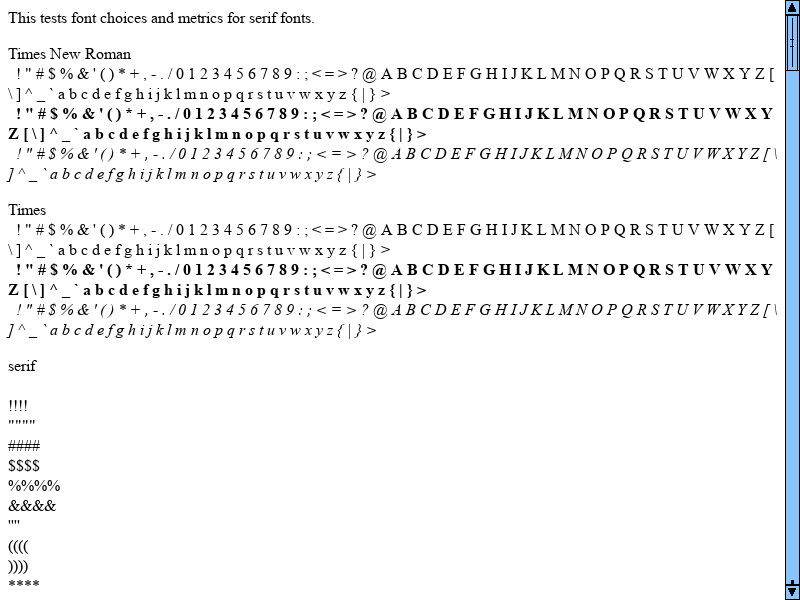 This tests font choices and metrics for serif fonts.
Times New Roman
! " # $ % & ' ( ) * + , - . / 0 1 2 3 4 5 6 7 8 9 : ; < = > ? @ A B C D E F G H I J K L M N O P Q R S T U V W X Y Z [
\ ] ^ _ ` a b c d e f g h i j k l m n o p q r s t u v w x y z { | } >
! " # $ % & ' ( ) * + , - . / 0 1 2 3 4 5 6 7 8 9 : ; < = > ? @ A B C D E F G H I J K L M N O P Q R S T U V W X Y
Z [ \ ] ^ _ ` a b c d e f g h i j k l m n o p q r s t u v w x y z { | } >
! " # $ % & ' ( ) * + , - . / 0 1 2 3 4 5 6 7 8 9 : ; < = > ? @ A B C D E F G H I J K L M N O P Q R S T U V W X Y Z [ \
] ^ _ ` a b c d e f g h i j k l m n o p q r s t u v w x y z { | } >
Times
! " # $ % & ' ( ) * + , - . / 0 1 2 3 4 5 6 7 8 9 : ; < = > ? @ A B C D E F G H I J K L M N O P Q R S T U V W X Y Z [
\ ] ^ _ ` a b c d e f g h i j k l m n o p q r s t u v w x y z { | } >
! " # $ % & ' ( ) * + , - . / 0 1 2 3 4 5 6 7 8 9 : ; < = > ? @ A B C D E F G H I J K L M N O P Q R S T U V W X Y
Z [ \ ] ^ _ ` a b c d e f g h i j k l m n o p q r s t u v w x y z { | } >
! " # $ % & ' ( ) * + , - . / 0 1 2 3 4 5 6 7 8 9 : ; < = > ? @ A B C D E F G H I J K L M N O P Q R S T U V W X Y Z [ \
] ^ _ ` a b c d e f g h i j k l m n o p q r s t u v w x y z { | } >
serif
!!!!
""""
####
$$$$
%%%%
&&&&
''''
((((
))))
****